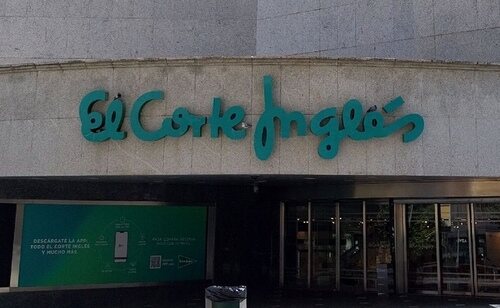 El Corte Inglés
DESCÁRGATE LA APP:
TODO EL CORTE INGLÉS
Y MUCHO MÁS.